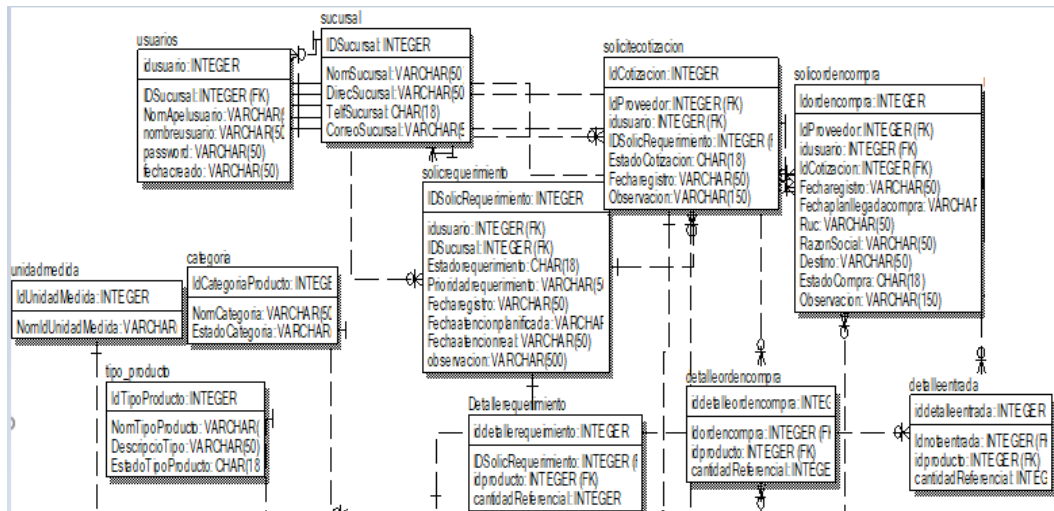 sucursal
IDSucursal: INTEGER
NomSucursal: VARCHAR(50
DirecSucursal: VARCHAR(50
TelfSucursal: CHAR(18)
CorreoSucursal: VARCHAR(5
usuarios
idusuario: INTEGER
IDSucursal: INTEGER (FK)
NomApelusuario: VARCHAR(
nombreusuario: VARCHAR(50
password: VARCHAR(50)
fechacreado: VARCHAR(50)
solicitecotizacion
IdCotizacion: INTEGER
IdProveedor: INTEGER (FK)
idusuario: INTEGER (FK)
IDSolicRequerimiento: INTEGER (F
EstadoCotizacion: CHAR(18)
Fecharegistro: VARCHAR(50)
Observacion: VARCHAR(150)
solicordencompra
Idordencompra: INTEGER
IdProveedor: INTEGER (FK)
idusuario: INTEGER (FK)
IdCotizacion: INTEGER (FK)
Fecharegistro: VARCHAR(50)
Fechaplanllegadacompra: VARCHAR
Ruc: VARCHAR(50)
RazonSocial: VARCHAR(50)
Destino: VARCHAR(50)
EstadoCompra: CHAR(18)
Observacion: VARCHAR(150)
solicrequerimiento
IDSolicRequerimiento: INTEGER
idusuario: INTEGER (FK)
IDSucursal: INTEGER (FK)
Estadorequerimiento: CHAR(18)
Prioridadrequerimiento: VARCHAR(5
Fecharegistro: VARCHAR(50)
Fechaatencionplanificada: VARCHAR
Fechaatencionreal: VARCHAR(50)
observacion: VARCHAR(500)
unidadmedida
IdUnidadMedida: INTEGER
NomIdUnidadMedida: VARCHAR(
categoria
IdCategoriaProducto: INTEGE
NomCategoria: VARCHAR(50
EstadoCategoria: VARCHAR(
tipo_producto
IdTipoProducto: INTEGER
NomTipoProducto: VARCHAR(
DescripcioTipo: VARCHAR(50)
EstadoTipoProducto: CHAR(18
Detallerequeimiento
iddetallerequeimiento: INTEGER
IDSolicRequerimiento: INTEGER (F
idproducto: INTEGER (FK)
cantidadReferencial: INTEGER
detalleordencompra
iddetalleordencompra: INTEG
Idordencompra: INTEGER (FK
idproducto: INTEGER (FK)
cantidadReferencial: INTEGE
detalleentrada
iddetalleentrada: INTEGER
Idnotaentrada: INTEGER (F
idproducto: INTEGER (FK)
cantidadReferencial: INTEG